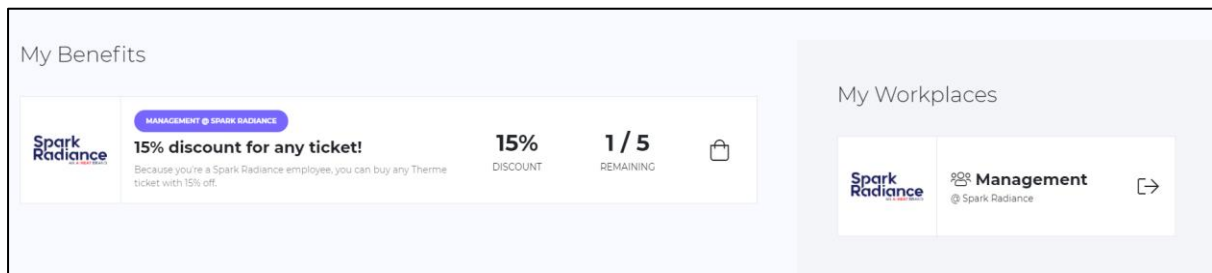 My Benefits
Spark
Radiance
MANAGEMENT @ SPARK RADIANCE
15% discount for any ticket!
Because you're a Spark Radiance employee, you can buy any Therme
ticket with 15% off.
15%
DISCOUNT
1 / 5
REMAINING
My Workplaces
Spark
Radiance
Management
@ Spark Radiance